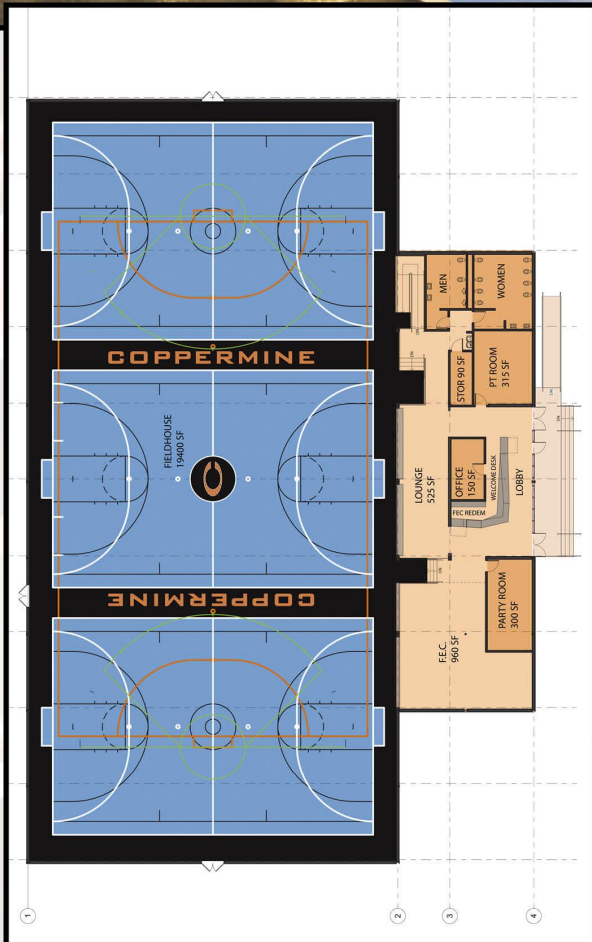 COPPERMINE
FIELDHOUSE
19400 SF
COPPERMINE
MEN
WOMEN
STOR 90 SF
PT ROOM
315 SF
LOUNGE
525 SF
OFFICE
150 SF
FEC REDEM
WELCOME DESK
LOBBY
PARTY ROOM
300 SF
F.E.C.
960 SF
1
2
3
4